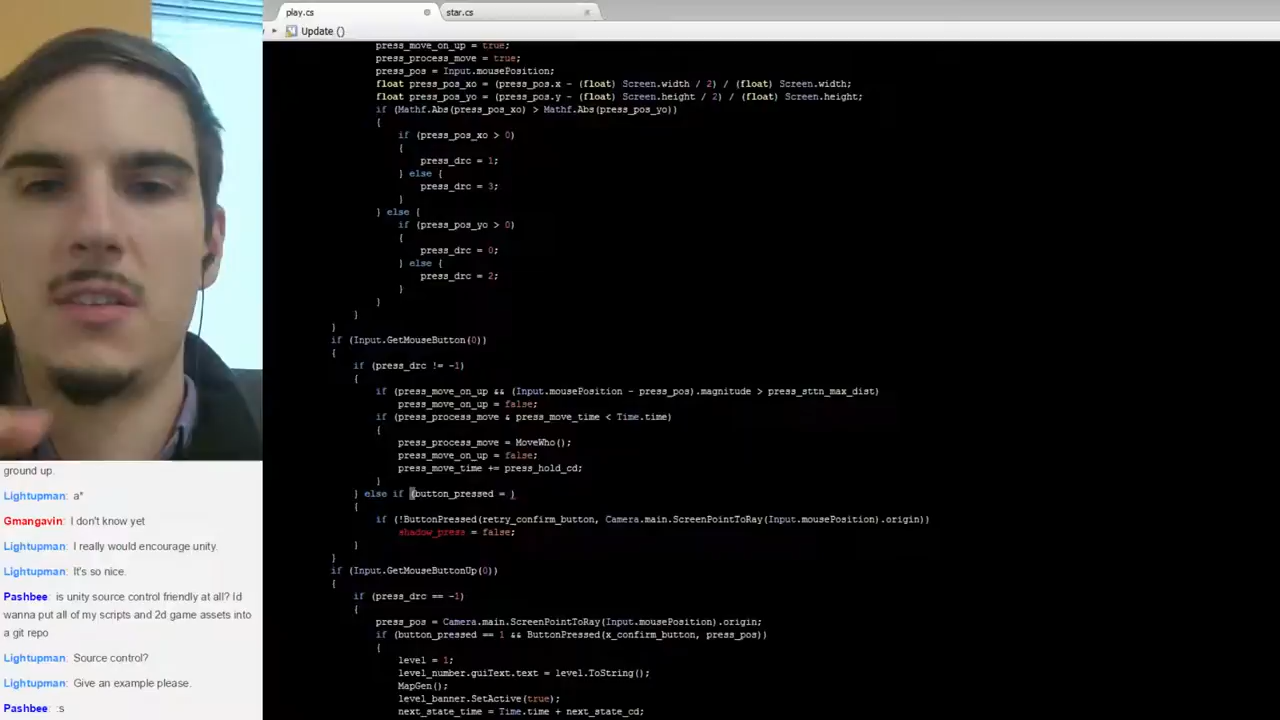 play.cs
star.cs
Update ()
press_move_on_up = true;
press_process_move = true;
press_pos = Input.mousePosition;
float press_pos_xo = (press_pos.x - (float) Screen.width / 2) / (float) Screen.width;
float press_pos_yo = (press_pos.y - (float) Screen.height / 2) / (float) Screen.height;
if (Mathf.Abs(press_pos_xo) > Mathf.Abs(press_pos_yo))
{
if (press_pos_xo > 0)
{
press_drc = 1;
} else {
press_drc = 3;
}
} else {
if (press_pos_yo > 0)
{
press_drc = 0;
} else {
press_drc = 2;
}
}
}
}
if (Input.GetMouseButton(0))
{
if (press_drc != -1)
{
if (press_move_on_up && (Input.mousePosition - press_pos).magnitude > press_sttn_max_dist)
press_move_on_up = false;
if (press_process_move & press_move_time < Time.time)
{
press_process_move = MoveWho();
press_move_on_up = false;
press_move_time += press_hold_cd;
}
} else if (button_pressed = )
{
if (!ButtonPressed(retry_confirm_button, Camera.main.ScreenPointToRay(Input.mousePosition).origin))
shadow_press = false;
}
}
if (Input.GetMouseButtonUp(0))
{
if (press_drc == -1)
{
press_pos = Camera.main.ScreenPointToRay(Input.mousePosition).origin;
if (button_pressed == 1 && ButtonPressed(x_confirm_button, press_pos))
{
level = 1;
level_number.guiText.text = level.ToString();
MapGen();
level_banner.SetActive(true);
next_state_time = Time.time + next_state_cd;
ground up.
Lightupman: a*
Gmangavin: I don't know yet
Lightupman: I really would encourage unity.
Lightupman: It's so nice.
Pashbee: is unity source control friendly at all? Id
wanna put all of my scripts and 2d game assets into
a git repo
Lightupman: Source control?
Lightupman: Give an example please.
Pashbee: :s